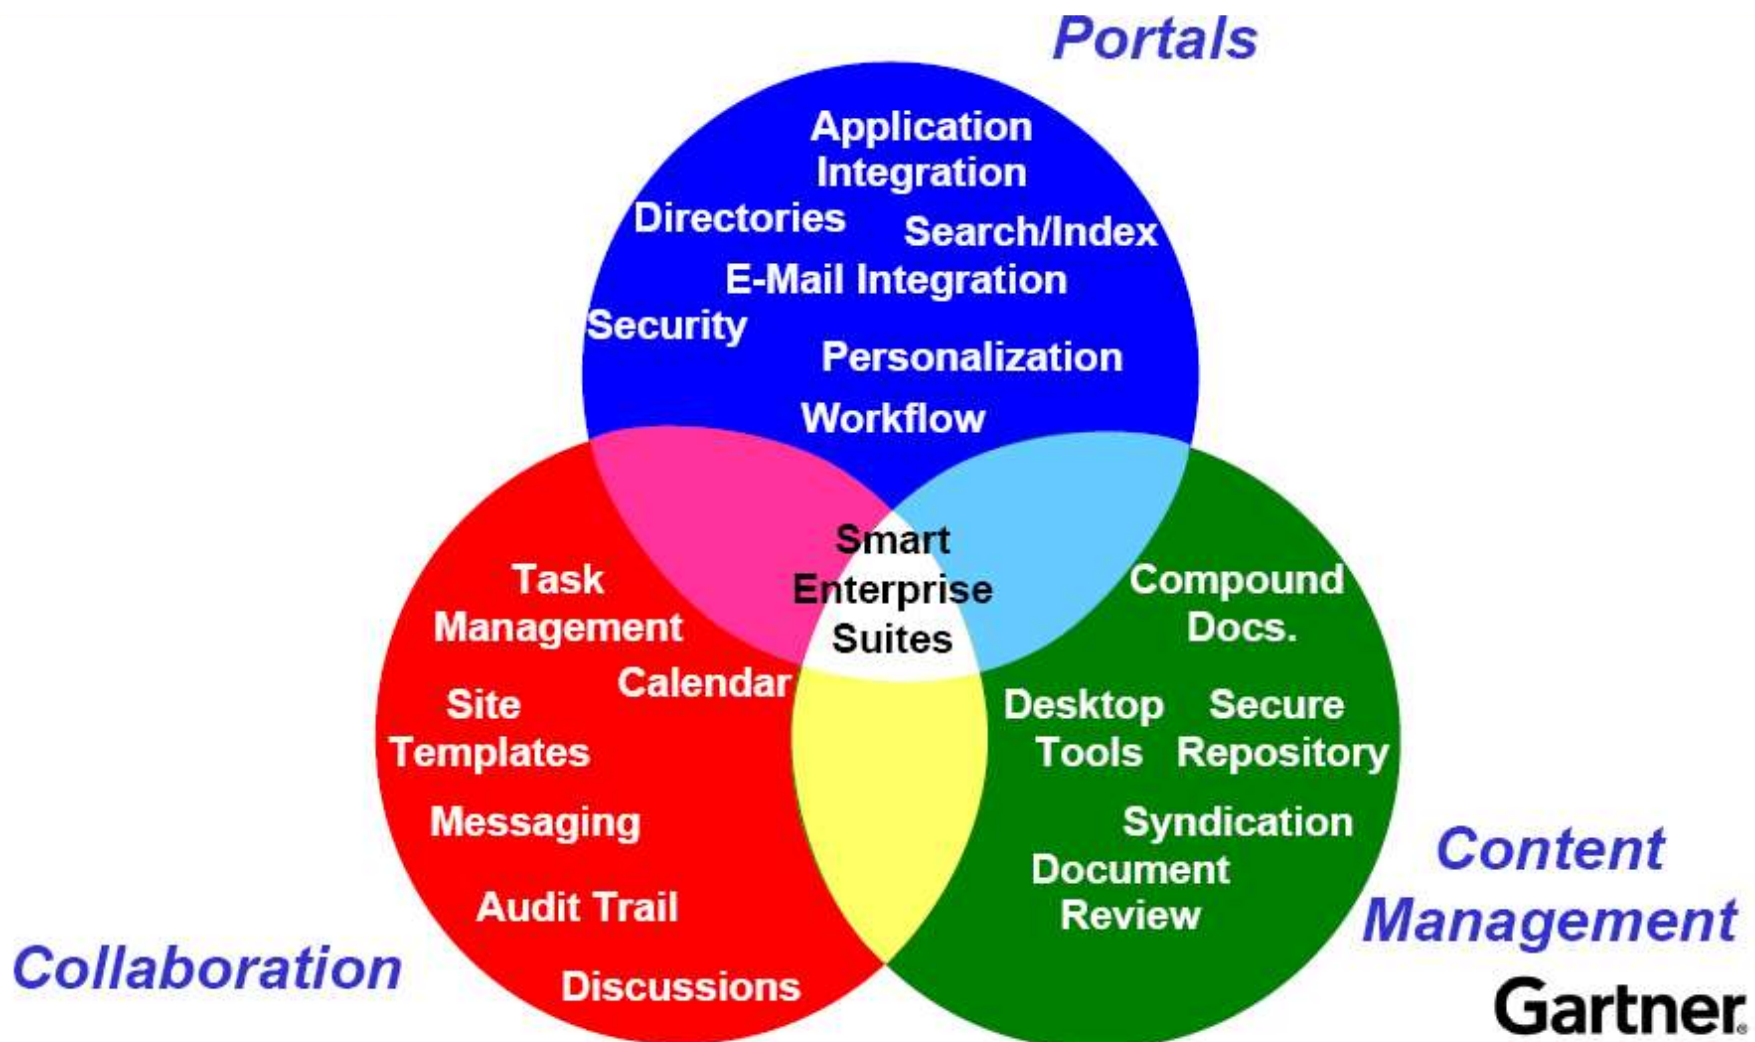 Portals
Application
Integration
Directories
Search/Index
E-Mail Integration
Security
Personalization
Workflow
Smart
Enterprise
Suites
Task
Management
Calendar
Site
Templates
Messaging
Audit Trail
Discussions
Collaboration
Compound
Docs.
Desktop
Tools
Secure
Repository
Syndication
Document
Review
Content
Management
Gartner®